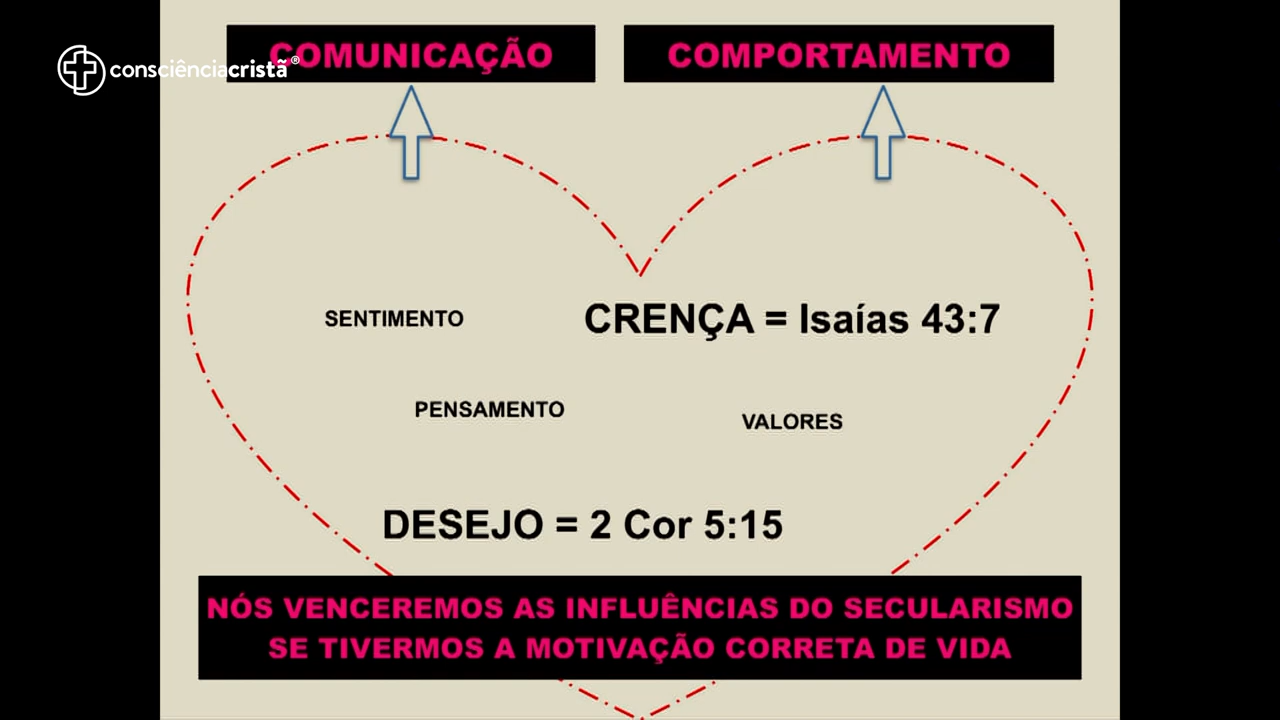 COMUNICAÇÃO
COMPORTAMENTO
consciênciacristã®
SENTIMENTO
CRENÇA = Isaías 43:7
PENSAMENTO
VALORES
DESEJO = 2 Cor 5:15
NÓS VENCEREMOS AS INFLUÊNCIAS DO SECULARISMO
SE TIVERMOS A MOTIVAÇÃO CORRETA DE VIDA